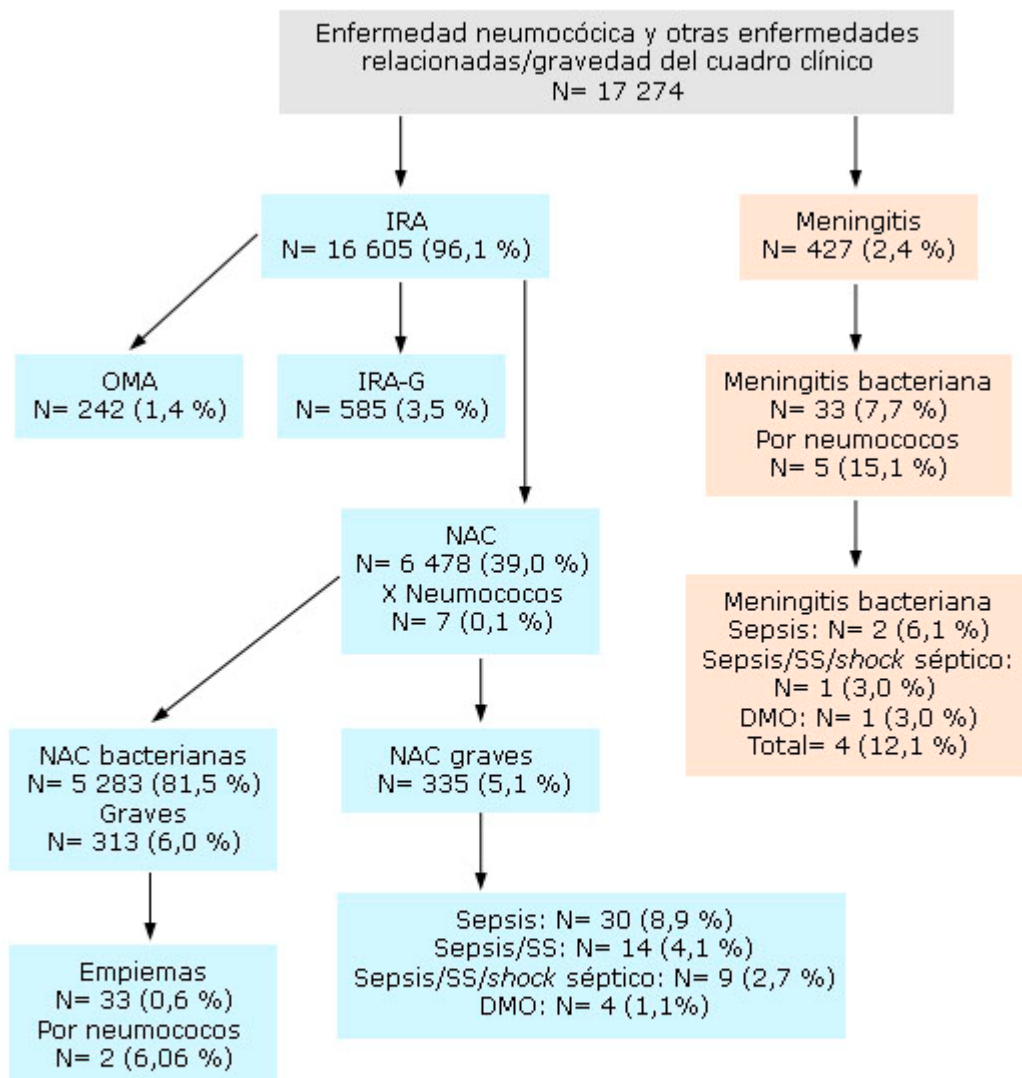 Enfermedad neumocócica y otras enfermedades
relacionadas/gravedad del cuadro clínico
N= 17 274
IRA
N= 16 605 (96,1 %)
Meningitis
N= 427 (2,4 %)
OMA
N= 242 (1,4 %)
IRA-G
N= 585 (3,5 %)
Meningitis bacteriana
N= 33 (7,7 %)
Por neumococos
N= 5 (15,1 %)
NAC
N= 6 478 (39,0 %)
X Neumococos
N= 7 (0,1 %)
Meningitis bacteriana
Sepsis: N= 2 (6,1 %)
Sepsis/SS/shock séptico:
N= 1 (3,0 %)
DMO: N= 1 (3,0 %)
Total= 4 (12,1 %)
NAC bacterianas
N= 5 283 (81,5 %)
Graves
N= 313 (6,0 %)
NAC graves
N= 335 (5,1 %)
Empiemas
N= 33 (0,6 %)
Por neumococos
N= 2 (6,06 %)
Sepsis: N= 30 (8,9 %)
Sepsis/SS: N= 14 (4,1 %)
Sepsis/SS/shock séptico: N= 9 (2,7 %)
DMO: N= 4 (1,1%)